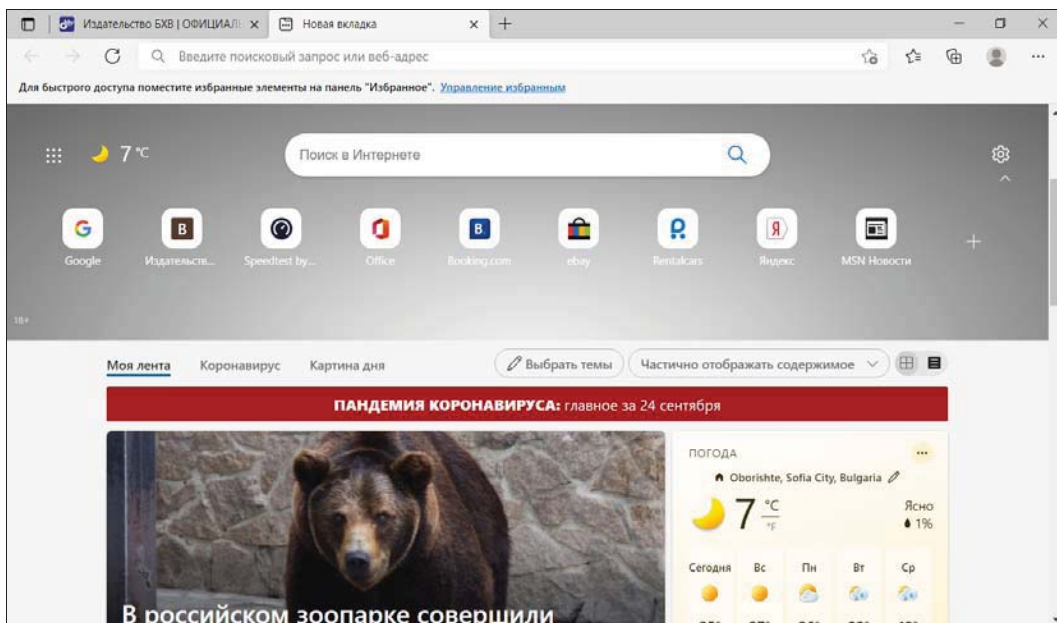 Издательство БХВ | ОФИЦИАЛЬ
Новая вкладка
Введите поисковый запрос или веб-адрес
Для быстрого доступа поместите избранные элементы на панель "Избранное". Управление избранным
7 °C
Поиск в Интернете
Google
Издательств...
Speedtest by...
Office
Booking.com
ebay
Rentalcars
Яндекс
MSN Новости
18+
Моя лента Коронавирус Картина дня Выбрать темы Частично отображать содержимое
ПАНДЕМИЯ КОРОНАВИРУСА: главное за 24 сентября
ПОГОДА
Oborishte, Sofia City, Bulgaria
7 °C °F
Ясно
1%
Сегодня Вс Пн Вт Ср
В российском зоопарке совершили